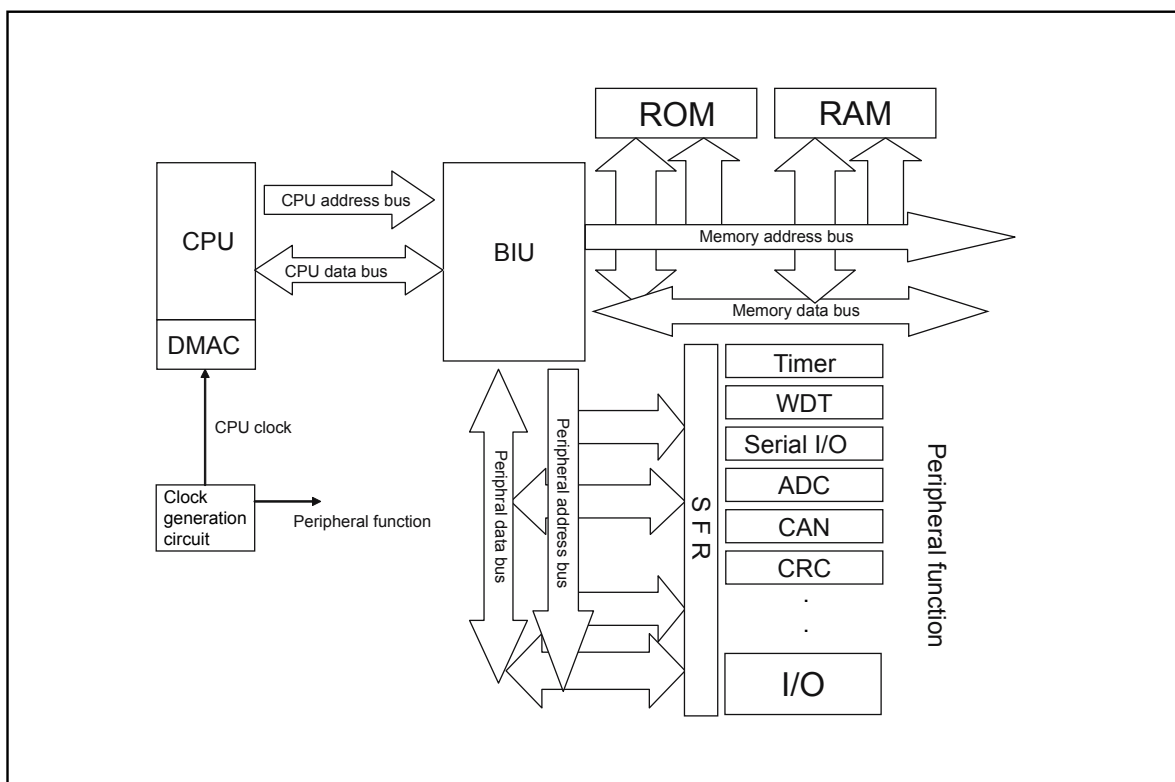 ROM
RAM
CPU address bus
CPU
BIU
Memory address bus
CPU data bus
Memory data bus
DMAC
Timer
WDT
CPU clock
Serial I/O
ADC
Clock
generation
circuit
Peripheral function
Periphral data bus
Peripheral address bus
S F R
CAN
CRC
.
.
I/O
Peripheral function